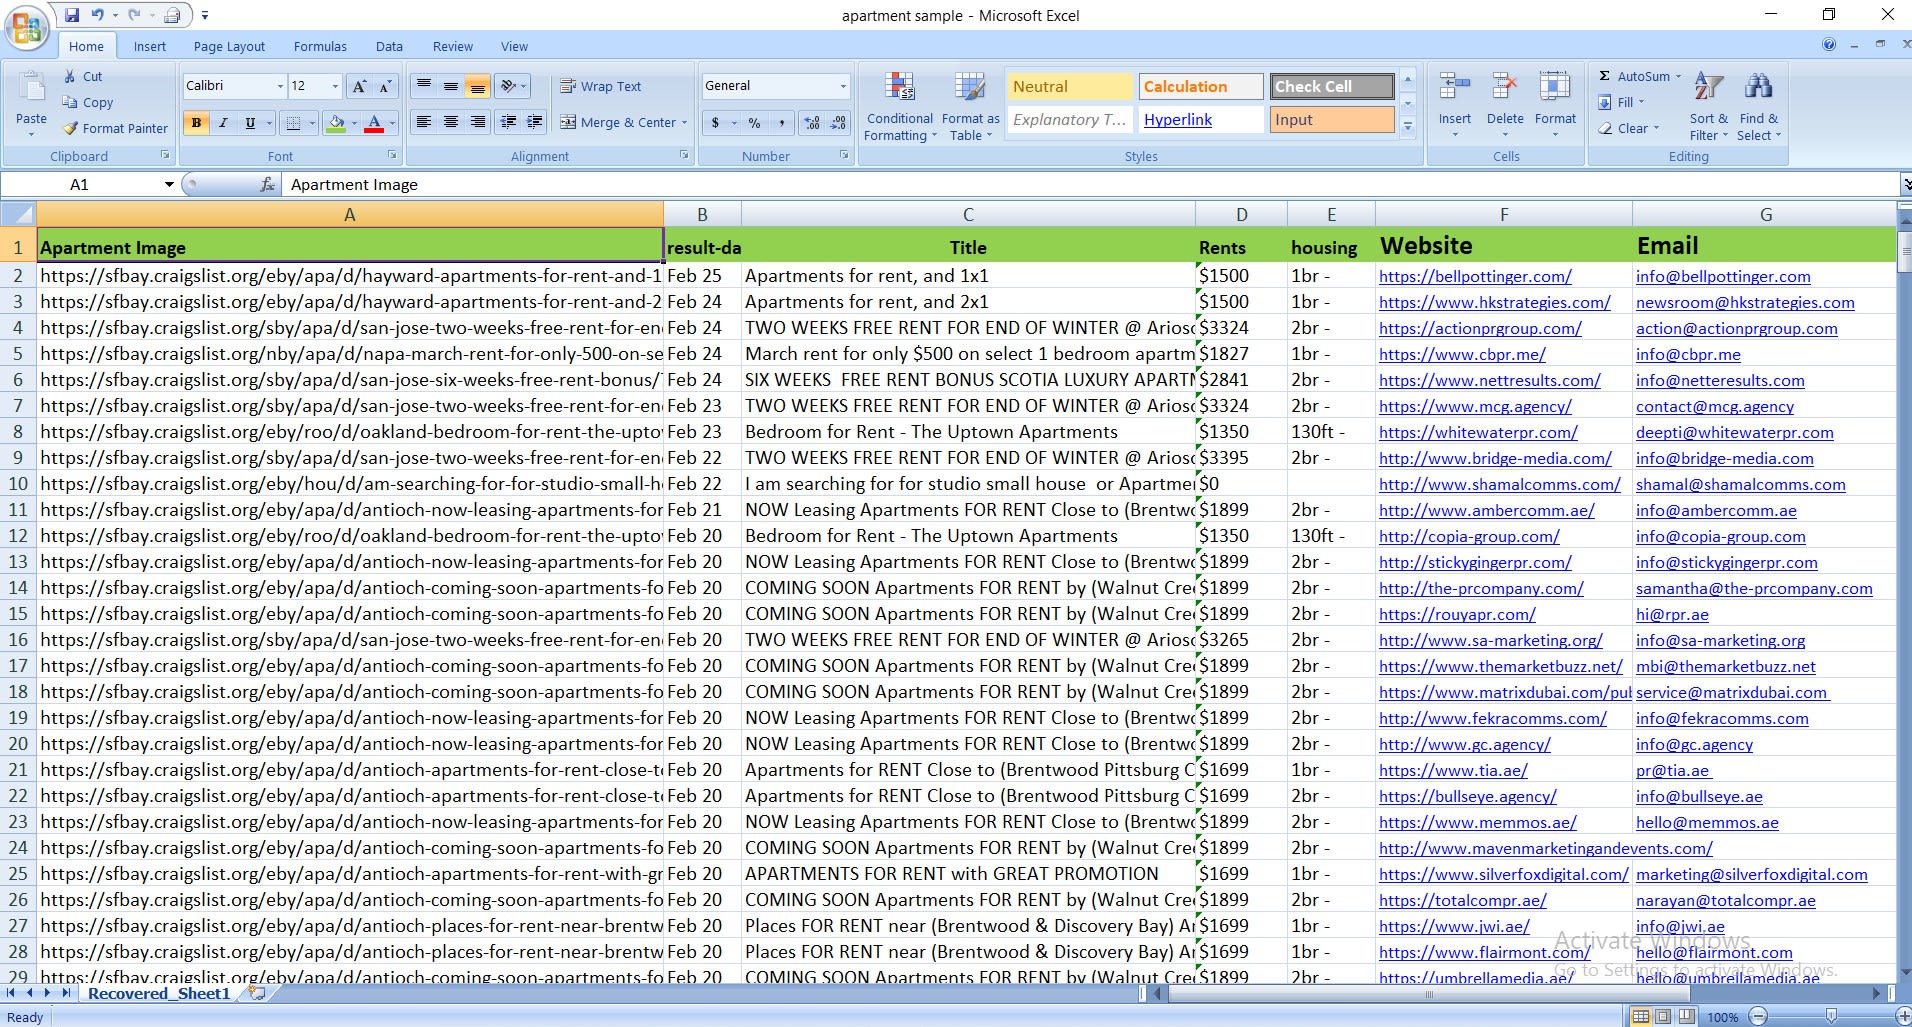 apartment sample - Microsoft Excel
Home Insert Page Layout Formulas Data Review View
Paste Cut Copy Format Painter Clipboard
Calibri 12 B I U Font
Wrap Text Merge & Center Alignment
General $ % , Number
Conditional Formatting Format as Table Neutral Calculation Check Cell Explanatory T... Hyperlink Input Styles
Insert Delete Format Cells
Σ AutoSum Fill Clear Sort & Filter Find & Select Editing
A1 fx Apartment Image
A B C D E F G
1 Apartment Image result-da Title Rents housing Website Email
2 https://sfbay.craigslist.org/eby/apa/d/hayward-apartments-for-rent-and-1 Feb 25 Apartments for rent, and 1x1 $1500 1br - https://bellpottinger.com/ info@bellpottinger.com
3 https://sfbay.craigslist.org/eby/apa/d/hayward-apartments-for-rent-and-2 Feb 24 Apartments for rent, and 2x1 $1500 1br - https://www.hkstrategies.com/ newsroom@hkstrategies.com
4 https://sfbay.craigslist.org/sby/apa/d/san-jose-two-weeks-free-rent-for-en Feb 24 TWO WEEKS FREE RENT FOR END OF WINTER @ Arioso $3324 2br - https://actionprgroup.com/ action@actionprgroup.com
5 https://sfbay.craigslist.org/nby/apa/d/napa-march-rent-for-only-500-on-se Feb 24 March rent for only $500 on select 1 bedroom apartm $1827 1br - https://www.cbpr.me/ info@cbpr.me
6 https://sfbay.craigslist.org/sby/apa/d/san-jose-six-weeks-free-rent-bonus/ Feb 24 SIX WEEKS FREE RENT BONUS SCOTIA LUXURY APART $2841 2br - https://www.nettresults.com/ info@netteresults.com
7 https://sfbay.craigslist.org/sby/apa/d/san-jose-two-weeks-free-rent-for-en Feb 23 TWO WEEKS FREE RENT FOR END OF WINTER @ Arioso $3324 2br - https://www.mcg.agency/ contact@mcg.agency
8 https://sfbay.craigslist.org/eby/roo/d/oakland-bedroom-for-rent-the-upto Feb 23 Bedroom for Rent - The Uptown Apartments $1350 130ft - https://whitewaterpr.com/ deepti@whitewaterpr.com
9 https://sfbay.craigslist.org/sby/apa/d/san-jose-two-weeks-free-rent-for-en Feb 22 TWO WEEKS FREE RENT FOR END OF WINTER @ Arioso $3395 2br - http://www.bridge-media.com/ info@bridge-media.com
10 https://sfbay.craigslist.org/eby/hou/d/am-searching-for-for-studio-small-h Feb 22 I am searching for for studio small house or Apartme $0 http://www.shamalcomms.com/ shamal@shamalcomms.com
11 https://sfbay.craigslist.org/eby/apa/d/antioch-now-leasing-apartments-for Feb 21 NOW Leasing Apartments FOR RENT Close to (Brentw $1899 2br - http://www.ambercomm.ae/ info@ambercomm.ae
12 https://sfbay.craigslist.org/eby/roo/d/oakland-bedroom-for-rent-the-upto Feb 20 Bedroom for Rent - The Uptown Apartments $1350 130ft - http://copia-group.com/ info@copia-group.com
13 https://sfbay.craigslist.org/eby/apa/d/antioch-now-leasing-apartments-for Feb 20 NOW Leasing Apartments FOR RENT Close to (Brentw $1899 2br - http://stickygingerpr.com/ info@stickygingerpr.com
14 https://sfbay.craigslist.org/eby/apa/d/antioch-coming-soon-apartments-fo Feb 20 COMING SOON Apartments FOR RENT by (Walnut Cre $1899 2br - http://the-prcompany.com/ samantha@the-prcompany.com
15 https://sfbay.craigslist.org/eby/apa/d/antioch-coming-soon-apartments-fo Feb 20 COMING SOON Apartments FOR RENT by (Walnut Cre $1899 2br - https://rouyapr.com/ hi@rpr.ae
16 https://sfbay.craigslist.org/sby/apa/d/san-jose-two-weeks-free-rent-for-en Feb 20 TWO WEEKS FREE RENT FOR END OF WINTER @ Arioso $3265 2br - http://www.sa-marketing.org/ info@sa-marketing.org
17 https://sfbay.craigslist.org/eby/apa/d/antioch-coming-soon-apartments-fo Feb 20 COMING SOON Apartments FOR RENT by (Walnut Cre $1899 2br - https://www.themarketbuzz.net/ mbi@themarketbuzz.net
18 https://sfbay.craigslist.org/eby/apa/d/antioch-coming-soon-apartments-fo Feb 20 COMING SOON Apartments FOR RENT by (Walnut Cre $1899 2br - https://www.matrixdubai.com/pub service@matrixdubai.com
19 https://sfbay.craigslist.org/eby/apa/d/antioch-now-leasing-apartments-for Feb 20 NOW Leasing Apartments FOR RENT Close to (Brentw $1899 2br - http://www.fekracomms.com/ info@fekracomms.com
20 https://sfbay.craigslist.org/eby/apa/d/antioch-now-leasing-apartments-for Feb 20 NOW Leasing Apartments FOR RENT Close to (Brentw $1899 2br - http://www.gc.agency/ info@gc.agency
21 https://sfbay.craigslist.org/eby/apa/d/antioch-apartments-for-rent-close-t Feb 20 Apartments for RENT Close to (Brentwood Pittsburg C $1699 1br - https://www.tia.ae/ pr@tia.ae
22 https://sfbay.craigslist.org/eby/apa/d/antioch-apartments-for-rent-close-t Feb 20 Apartments for RENT Close to (Brentwood Pittsburg C $1699 2br - https://bullseye.agency/ info@bullseye.ae
23 https://sfbay.craigslist.org/eby/apa/d/antioch-now-leasing-apartments-for Feb 20 NOW Leasing Apartments FOR RENT Close to (Brentw $1899 2br - https://www.memmos.ae/ hello@memmos.ae
24 https://sfbay.craigslist.org/eby/apa/d/antioch-coming-soon-apartments-fo Feb 20 COMING SOON Apartments FOR RENT by (Walnut Cre $1899 2br - http://www.mavenmarketingandevents.com/
25 https://sfbay.craigslist.org/eby/apa/d/antioch-apartments-for-rent-with-gr Feb 20 APARTMENTS FOR RENT with GREAT PROMOTION $1699 1br - https://www.silverfoxdigital.com/ marketing@silverfoxdigital.com
26 https://sfbay.craigslist.org/eby/apa/d/antioch-coming-soon-apartments-fo Feb 20 COMING SOON Apartments FOR RENT by (Walnut Cre $1899 2br - https://totalcompr.ae/ narayan@totalcompr.ae
27 https://sfbay.craigslist.org/eby/apa/d/antioch-places-for-rent-near-brentw Feb 20 Places FOR RENT near (Brentwood & Discovery Bay) A $1699 1br - https://www.jwi.ae/ info@jwi.ae
28 https://sfbay.craigslist.org/eby/apa/d/antioch-places-for-rent-near-brentw Feb 20 Places FOR RENT near (Brentwood & Discovery Bay) A $1699 1br - https://www.flairmont.com/ hello@flairmont.com
29 https://sfbay.craigslist.org/eby/apa/d/antioch-coming-soon-apartments-fo Feb 20 COMING SOON Apartments FOR RENT by (Walnut Cre $1899 2br - https://umbrellamedia.ae/ hello@umbrellamedia.ae
Activate Windows
Go to Settings to activate Windows.
Recovered_Sheet1
Ready 100%